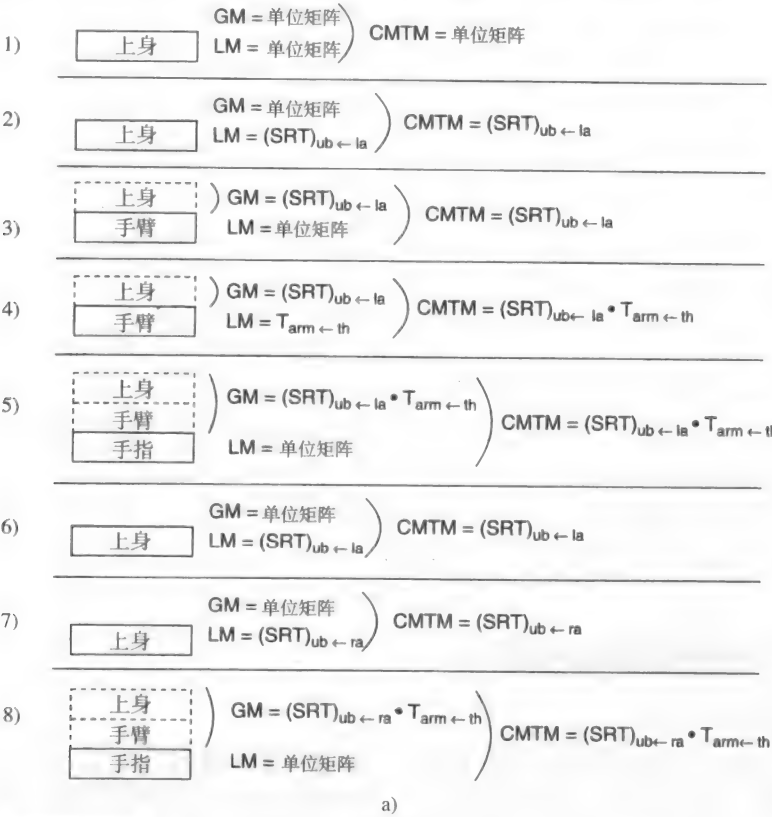 1) 上身 GM = 单位矩阵 LM = 单位矩阵 CMTM = 单位矩阵
2) 上身 GM = 单位矩阵 LM = (SRT)ub ← la CMTM = (SRT)ub ← la
3) 上身 手臂 GM = (SRT)ub ← la LM = 单位矩阵 CMTM = (SRT)ub ← la
4) 上身 手臂 GM = (SRT)ub ← la LM = Tarm ← th CMTM = (SRT)ub← la • Tarm ← th
5) 上身 手臂 手指 GM = (SRT)ub ← la • Tarm ← th LM = 单位矩阵 CMTM = (SRT)ub ← la • Tarm ← t
6) 上身 GM = 单位矩阵 LM = (SRT)ub ← la CMTM = (SRT)ub ← la
7) 上身 GM = 单位矩阵 LM = (SRT)ub ← ra CMTM = (SRT)ub ← ra
8) 上身 手臂 手指 GM = (SRT)ub ← ra • Tarm ← th LM = 单位矩阵 CMTM = (SRT)ub← ra • Tarm← th
a)